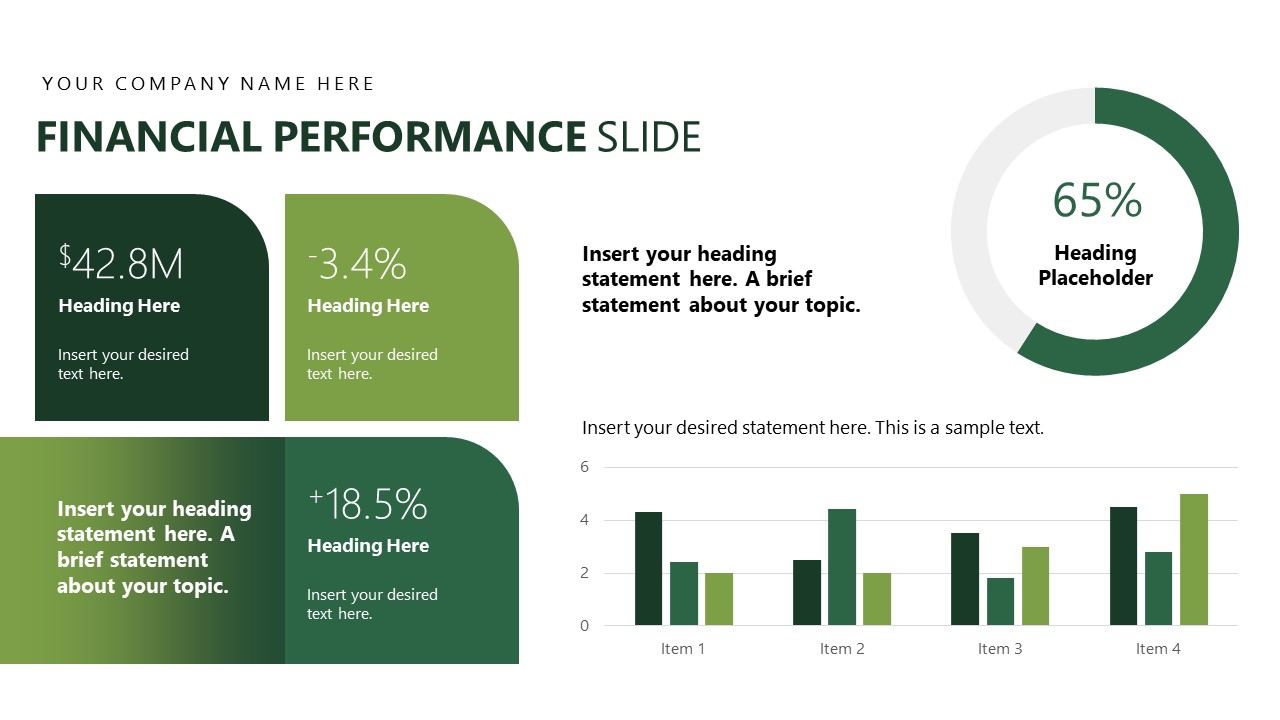 YOUR COMPANY NAME HERE
FINANCIAL PERFORMANCE SLIDE
$42.8M
Heading Here
Insert your desired
text here.
-3.4%
Heading Here
Insert your desired
text here.
Insert your heading
statement here. A
brief statement
about your topic.
+18.5%
Heading Here
Insert your desired
text here.
Insert your heading
statement here. A brief
statement about your topic.
65%
Heading
Placeholder
Insert your desired statement here. This is a sample text.
6
4
2
0
Item 1
Item 2
Item 3
Item 4